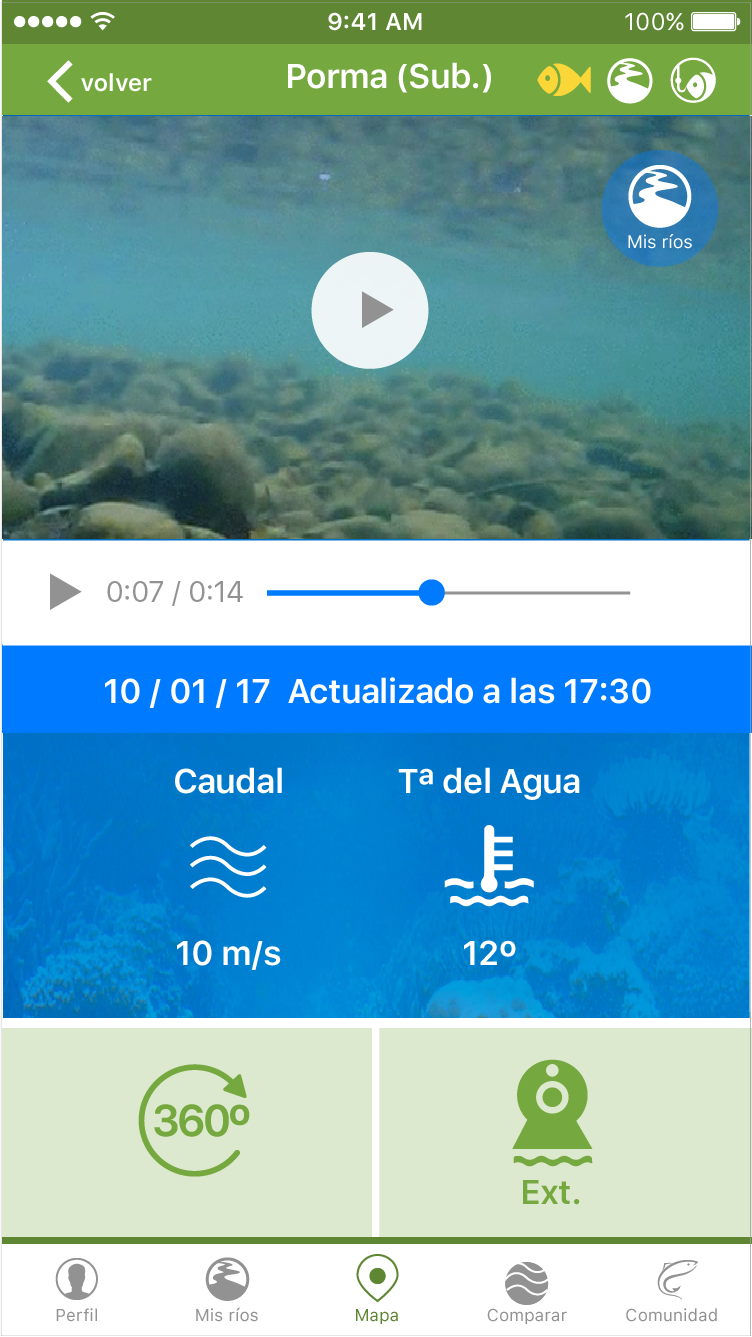 9:41 AM 100%
volver Porma (Sub.)
Mis ríos
0:07 / 0:14
10 / 01 / 17 Actualizado a las 17:30
Caudal Tª del Agua
10 m/s 12º
360º
Ext.
Perfil Mis ríos Mapa Comparar Comunidad